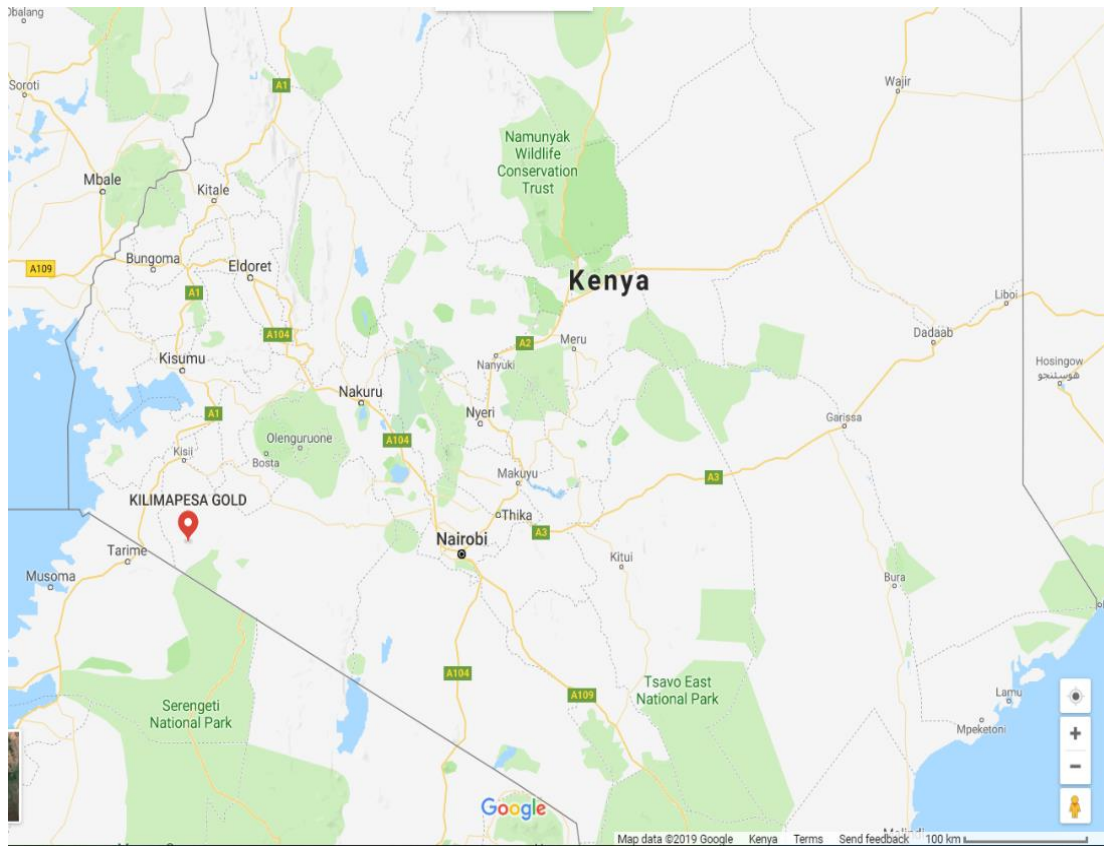 Obalang
Soroti
A1
Wajir
Namunyak
Wildlife
Conservation
Trust
Mbale
Kitale
Bungoma
Eldoret
A109
A1
Kenya
Liboi
A104
A2
Meru
Dadaab
Kisumu
Nanyuki
Hosingow
هوسئنجو
Nakuru
A1
Nyeri
Garissa
Olenguruone
A104
Kisii
Bosta
Makuyu
A3
KILIMAPESA GOLD
Thika
A3
Nairobi
Tarime
Kitui
Musoma
Bura
A104
Tsavo East
National Park
A109
Lamu
Serengeti
National Park
Mpeketoni
Google
Malindi
Map data ©2019 Google Kenya Terms Send feedback 100 km